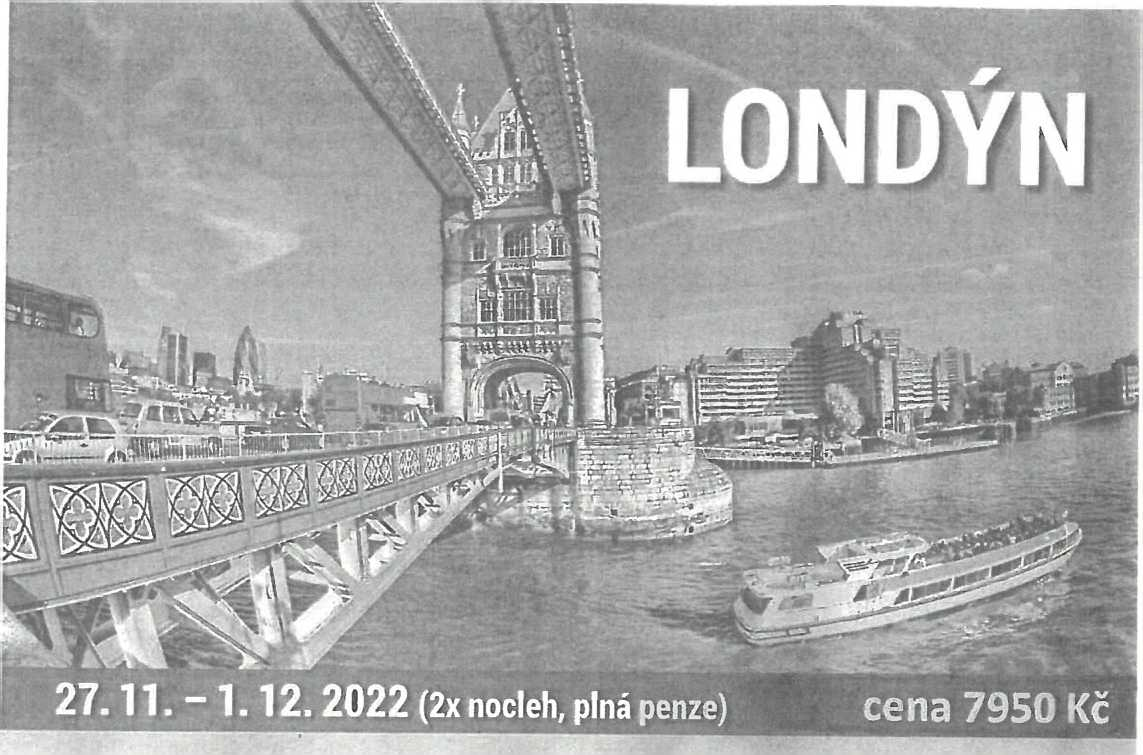 LONDÝN
27. 11. – 1. 12. 2022 (2x nocleh, plná penze) cena 7950 Kč